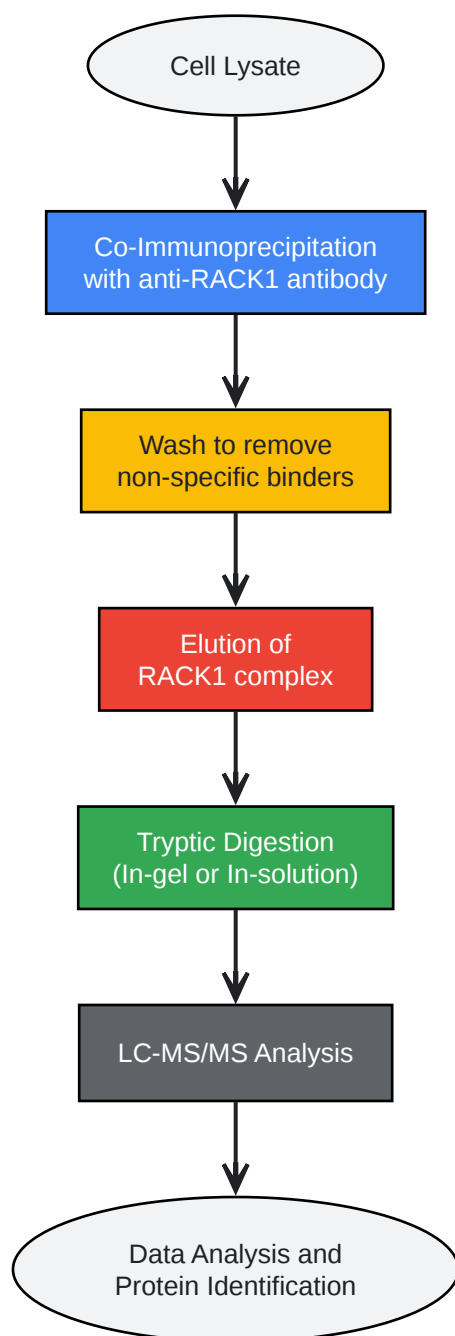 Cell Lysate
Co-Immunoprecipitation
with anti-RACK1 antibody
Wash to remove
non-specific binders
Elution of
RACK1 complex
Tryptic Digestion
(In-gel or In-solution)
LC-MS/MS Analysis
Data Analysis and
Protein Identification